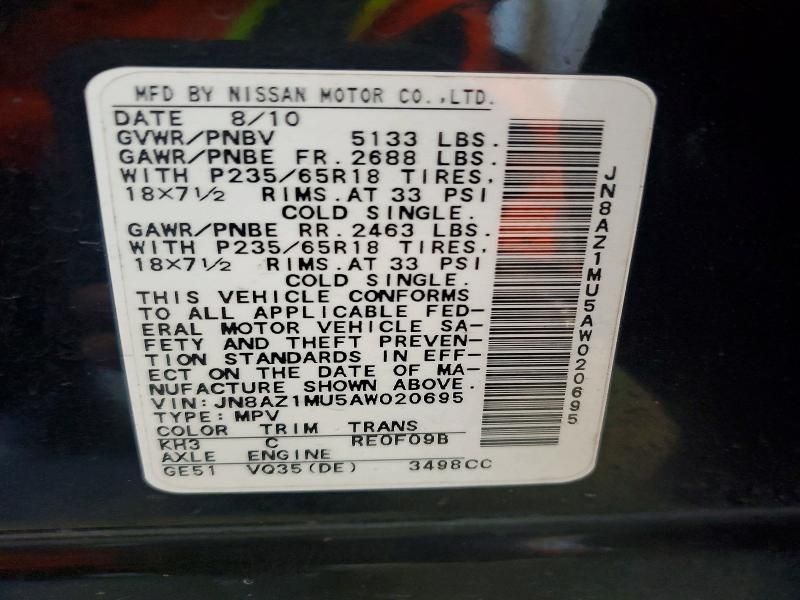 MFD BY NISSAN MOTOR CO.,LTD.
DATE 8/10
GVWR/PNBV 5133 LBS.
GAWR/PNBE FR.2688 LBS.
WITH P235/65R18 TIRES.
18×7½ RIMS.AT 33 PSI
COLD SINGLE.
GAWR/PNBE RR.2463 LBS.
WITH P235/65R18 TIRES.
18×7½ RIMS.AT 33 PSI
COLD SINGLE.
THIS VEHICLE CONFORMS
TO ALL APPLICABLE FED-
ERAL MOTOR VEHICLE SA-
FETY AND THEFT PREVEN-
TION STANDARDS IN EFF-
ECT ON THE DATE OF MA-
NUFACTURE SHOWN ABOVE.
VIN:JN8AZ1MU5AW020695
TYPE:MPV
COLOR TRIM TRANS
KH3 C RE0F09B
AXLE ENGINE
GE51 VQ35(DE) 3498CC
JN8AZ1MU5AW020695